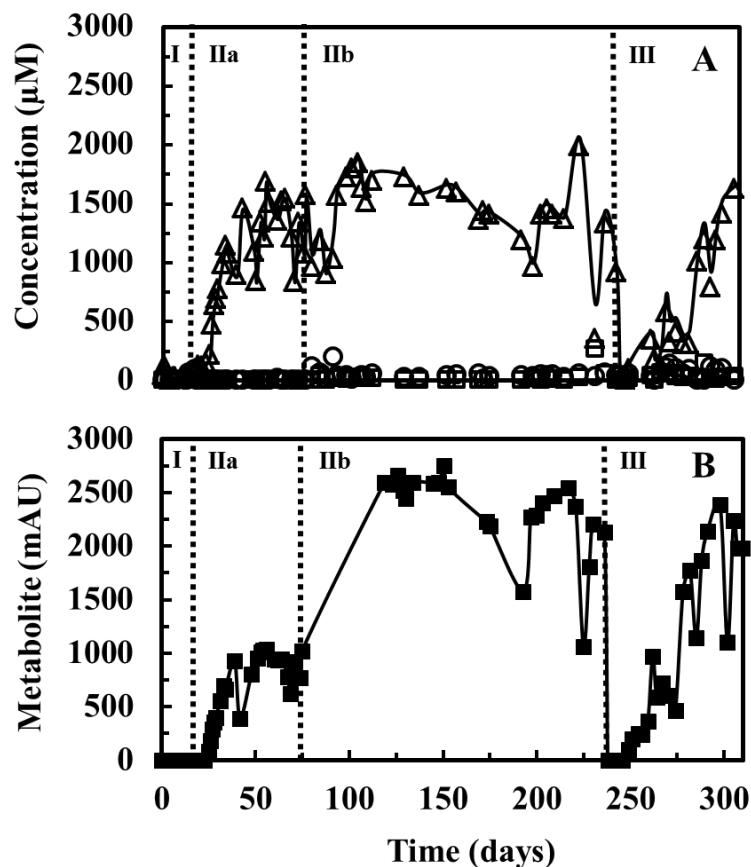 3000
2500
2000
1500
1000
500
0
Concentration (µM)
I
IIa
IIb
III
A
3000
2500
2000
1500
1000
500
0
Metabolite (mAU)
I
IIa
IIb
III
B
0 50 100 150 200 250 300
Time (days)